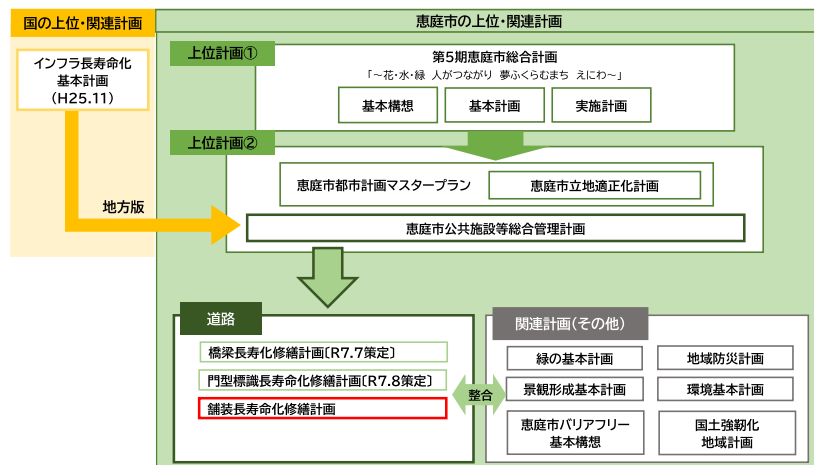 国の上位・関連計画
恵庭市の上位・関連計画
インフラ長寿命化
基本計画
（H25.11）
地方版
上位計画①
第5期恵庭市総合計画
「～花・水・緑 人がつながり 夢ふくらむまち えにわ～」
基本構想
基本計画
実施計画
上位計画②
恵庭市都市計画マスタープラン
恵庭市立地適正化計画
恵庭市公共施設等総合管理計画
道路
橋梁長寿化修繕計画〔R7.7策定〕
門型標識長寿命化修繕計画〔R7.8策定〕
舗装長寿命化修繕計画
整合
関連計画（その他）
緑の基本計画
地域防災計画
景観形成基本計画
環境基本計画
恵庭市バリアフリー
基本構想
国土強靭化
地域計画